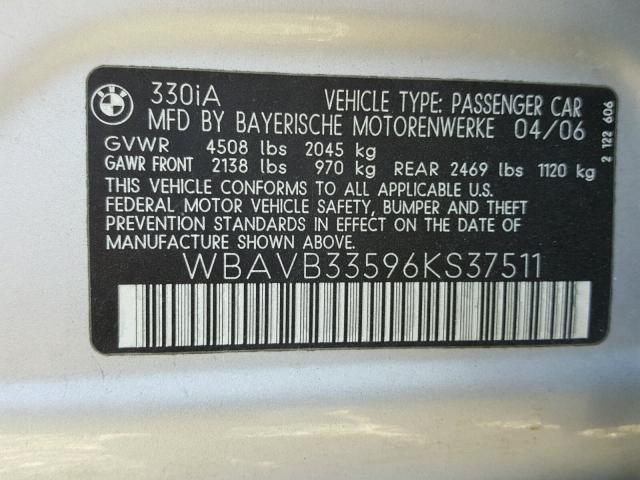 BMW
330iA VEHICLE TYPE: PASSENGER CAR
MFD BY BAYERISCHE MOTORENWERKE 04/06
GVWR 4508 lbs 2045 kg
GAWR FRONT 2138 lbs 970 kg REAR 2469 lbs 1120 kg
THIS VEHICLE CONFORMS TO ALL APPLICABLE U.S.
FEDERAL MOTOR VEHICLE SAFETY, BUMPER AND THEFT
PREVENTION STANDARDS IN EFFECT ON THE DATE OF
MANUFACTURE SHOWN ABOVE.
WBAVB33596KS37511
2 122 606